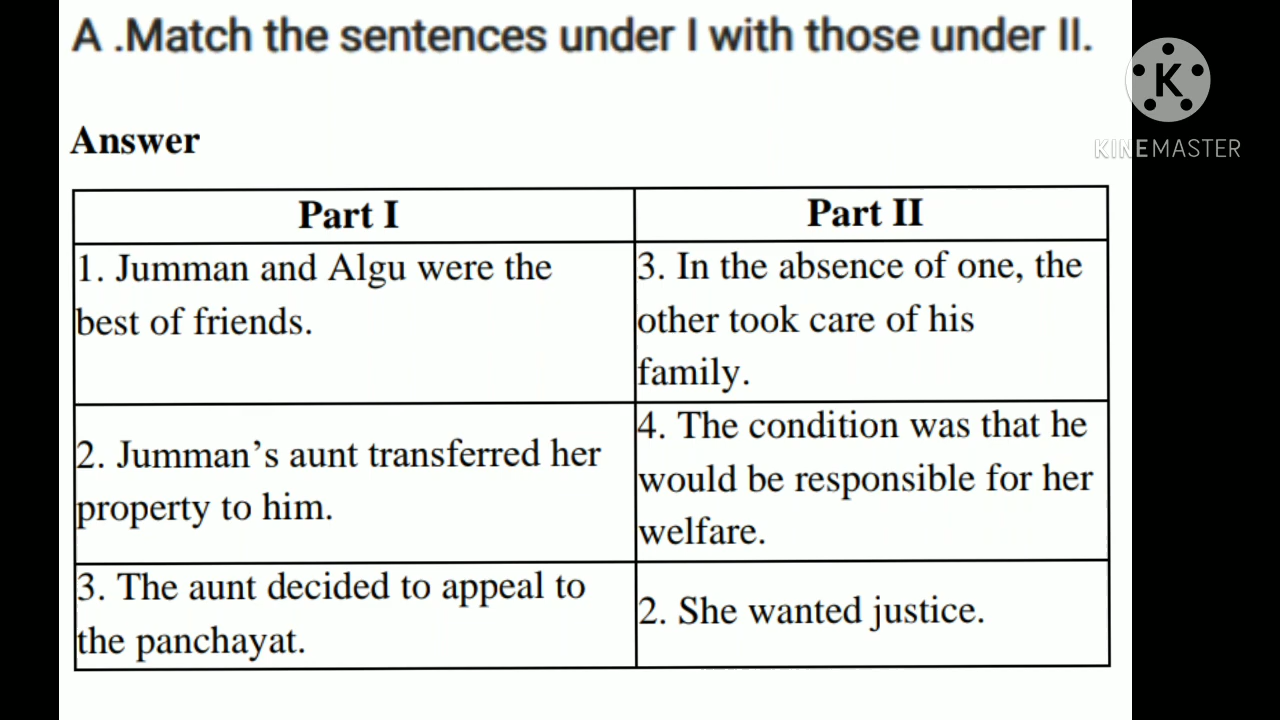 A .Match the sentences under I with those under II.
K
KINEMASTER
Answer
Part I
Part II
1. Jumman and Algu were the
best of friends.
3. In the absence of one, the
other took care of his
family.
2. Jumman’s aunt transferred her
property to him.
4. The condition was that he
would be responsible for her
welfare.
3. The aunt decided to appeal to
the panchayat.
2. She wanted justice.